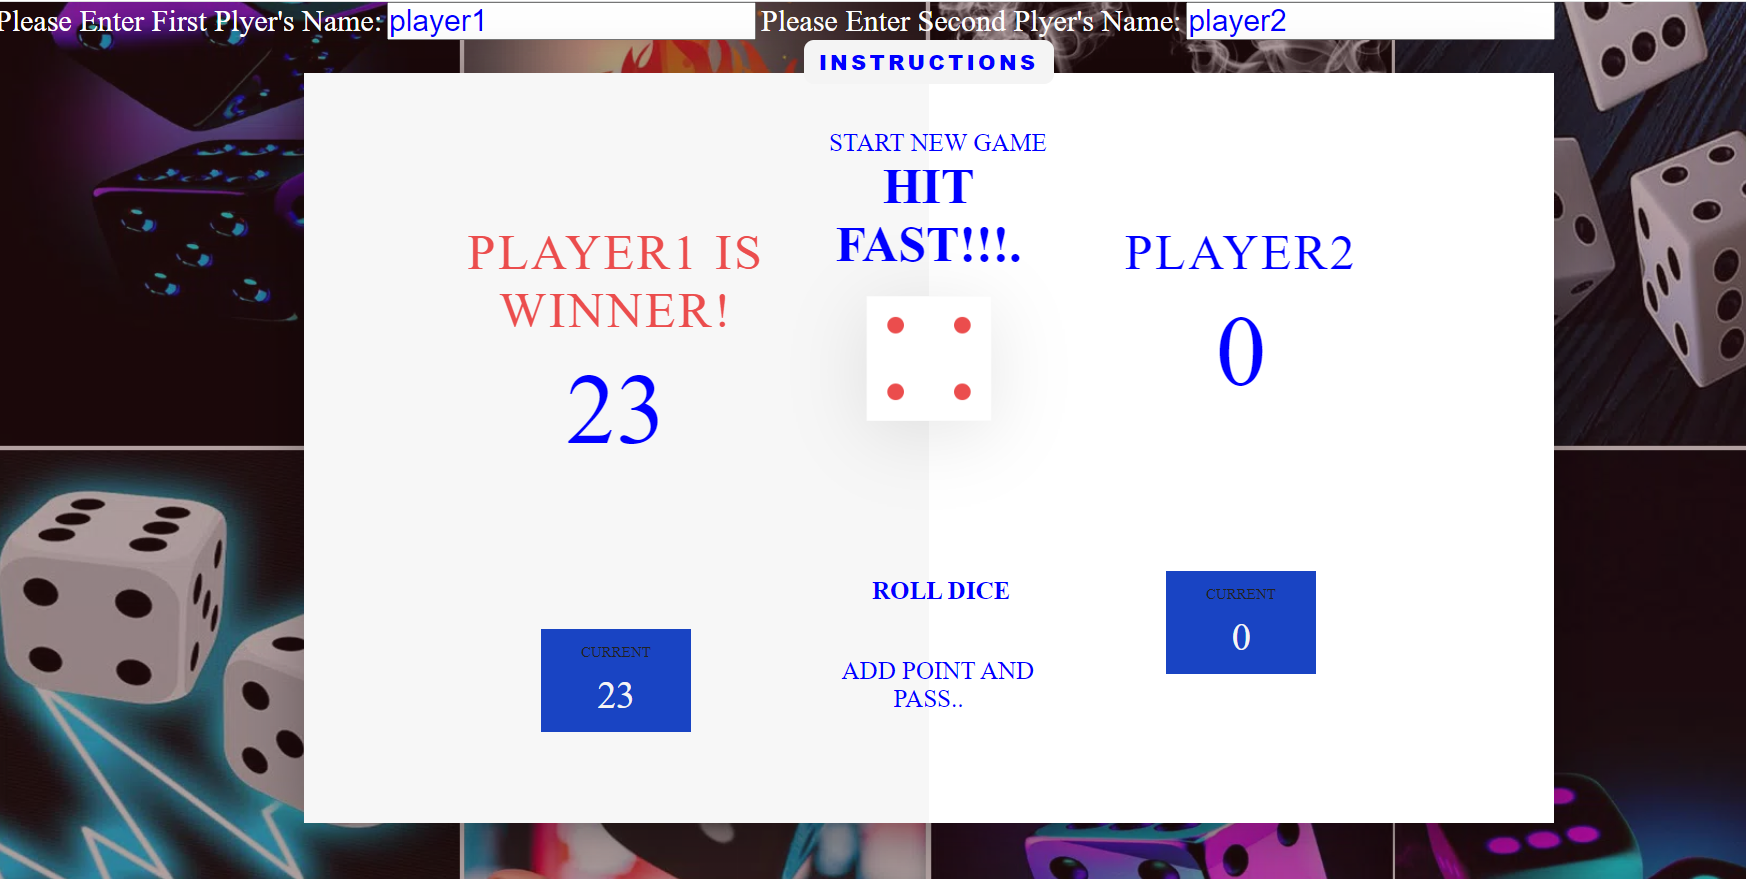 Please Enter First Plyer's Name: player1 Please Enter Second Plyer's Name: player2
INSTRUCTIONS
START NEW GAME
HIT
FAST!!!.
PLAYER1 IS
WINNER!
23
PLAYER2
0
ROLL DICE
ADD POINT AND
PASS..
CURRENT
23
CURRENT
0